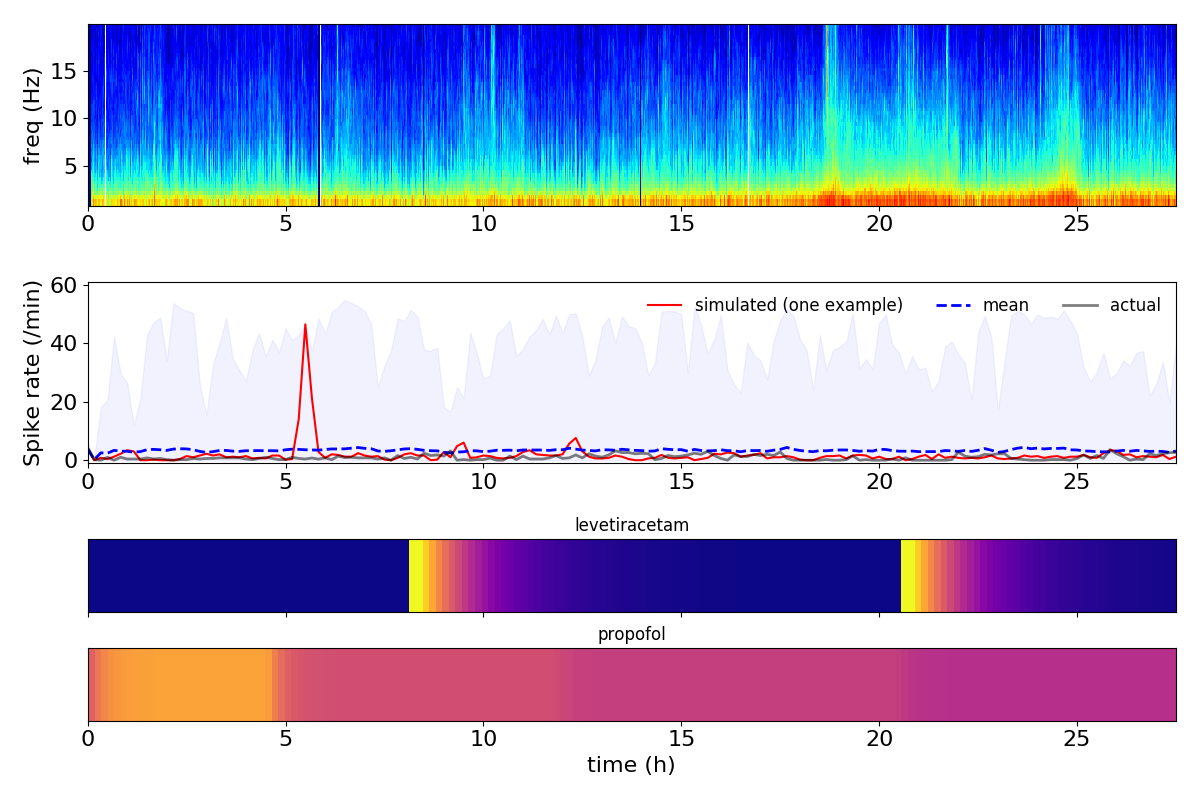 freq (Hz)
15
10
5
0 5 10 15 20 25
Spike rate (/min)
60
40
20
0
simulated (one example) mean actual
0 5 10 15 20 25
levetiracetam
propofol
0 5 10 15 20 25
time (h)